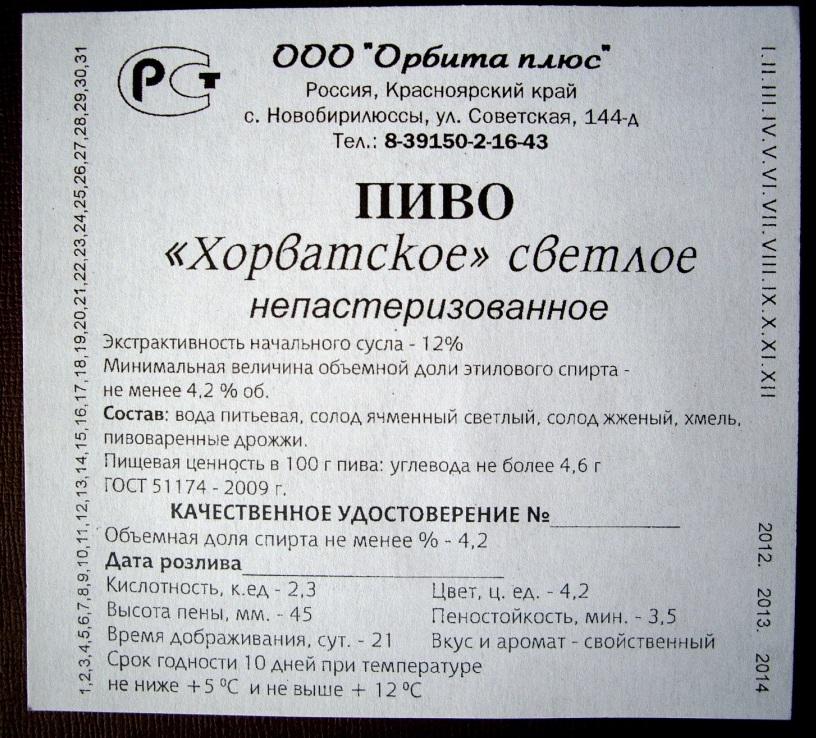 РСТ
ООО "Орбита плюс"
Россия, Красноярский край
с. Новобирилюссы, ул. Советская, 144-д
Тел.: 8-39150-2-16-43
ПИВО
«Хорватское» светлое
непастеризованное
Экстрактивность начального сусла - 12%
Минимальная величина объемной доли этилового спирта -
не менее 4,2 % об.
Состав: вода питьевая, солод ячменный светлый, солод жженый, хмель,
пивоваренные дрожжи.
Пищевая ценность в 100 г пива: углевода не более 4,6 г
ГОСТ 51174 - 2009 г.
КАЧЕСТВЕННОЕ УДОСТОВЕРЕНИЕ №__________
Объемная доля спирта не менее % - 4,2
Дата розлива____________________
Кислотность, к.ед - 2,3 Цвет, ц. ед. - 4,2
Высота пены, мм. - 45 Пеностойкость, мин. - 3,5
Время дображивания, сут. - 21 Вкус и аромат - свойственный
Срок годности 10 дней при температуре
не ниже +5 °С и не выше + 12 °С
1,2,3,4,5,6,7,8,9,10,11,12,13,14,15,16,17,18,19,20,21,22,23,24,25,26,27,28,29,30,31
I.II.III.IV.V.VI.VII.VIII.IX.X.XI.XII
2012. 2013. 2014